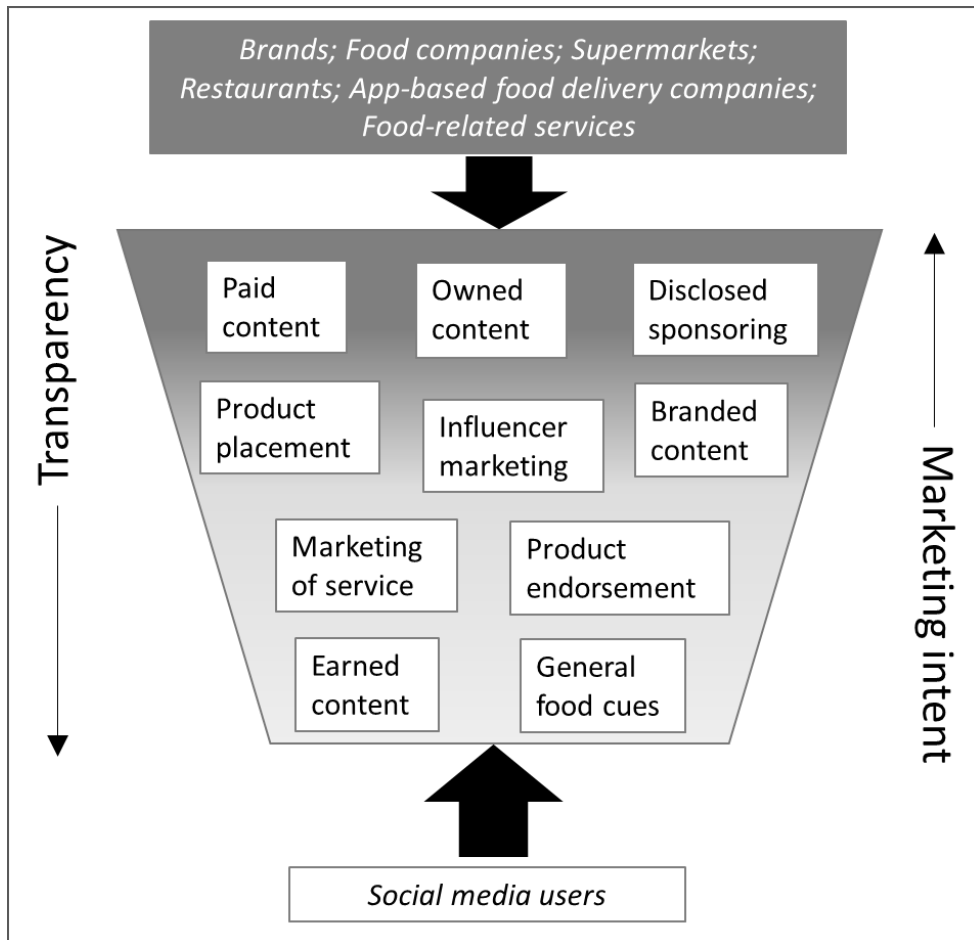 Brands; Food companies; Supermarkets;
Restaurants; App-based food delivery companies;
Food-related services
Transparency
Paid
content
Owned
content
Disclosed
sponsoring
Product
placement
Influencer
marketing
Branded
content
Marketing
of service
Product
endorsement
Earned
content
General
food cues
Marketing intent
Social media users